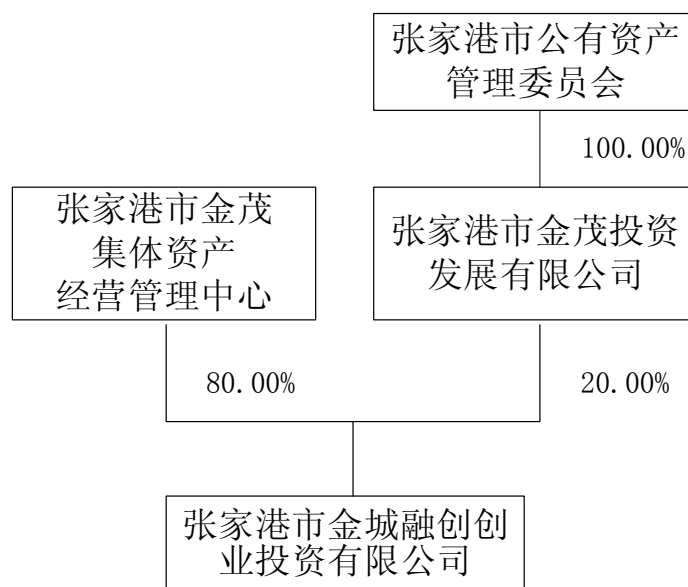 张家港市公有资产
管理委员会
100.00%
张家港市金茂
集体资产
经营管理中心
张家港市金茂投资
发展有限公司
80.00%
20.00%
张家港市金城融创创
业投资有限公司